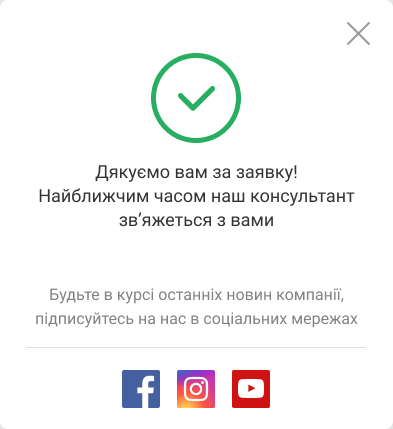 Дякуємо вам за заявку!
Найближчим часом наш консультант
зв’яжеться з вами
Будьте в курсі останніх новин компанії,
підписуйтесь на нас в соціальних мережах